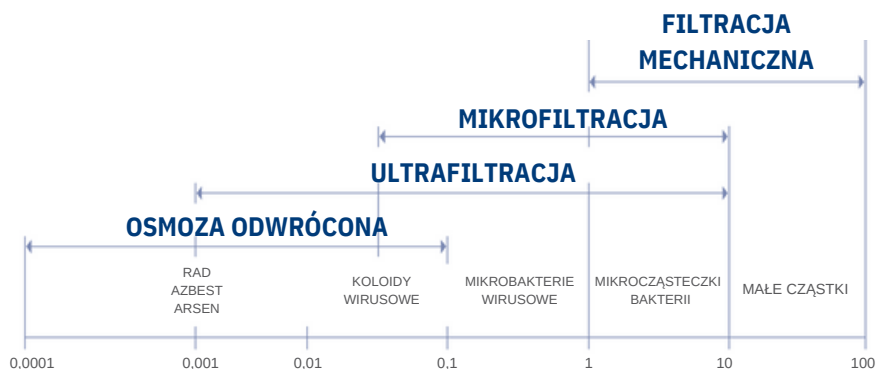 FILTRACJA
MECHANICZNA
MIKROFILTRACJA
ULTRAFILTRACJA
OSMOZA ODWRÓCONA
RAD
AZBEST
ARSEN
KOLOIDY
WIRUSOWE
MIKROBAKTERIE
WIRUSOWE
MIKROCZĄSTECZKI
BAKTERII
MAŁE CZĄSTKI
0.0001
0.001
0,01
0,1
1
10
100